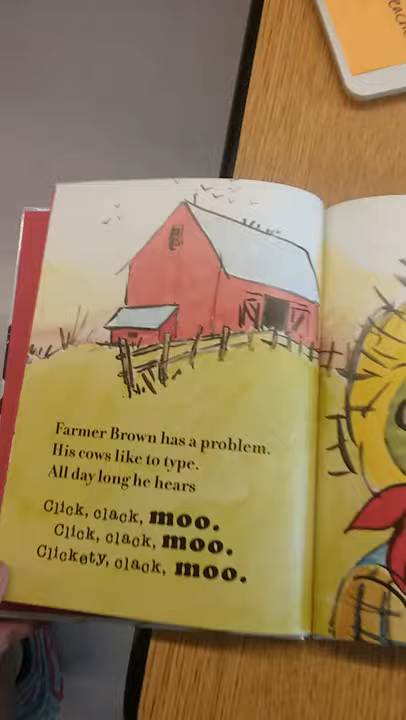 Farmer Brown has a problem.
His cows like to type.
All day long he hears
Click, clack, moo.
Click, clack, moo.
Clickety, clack, moo.